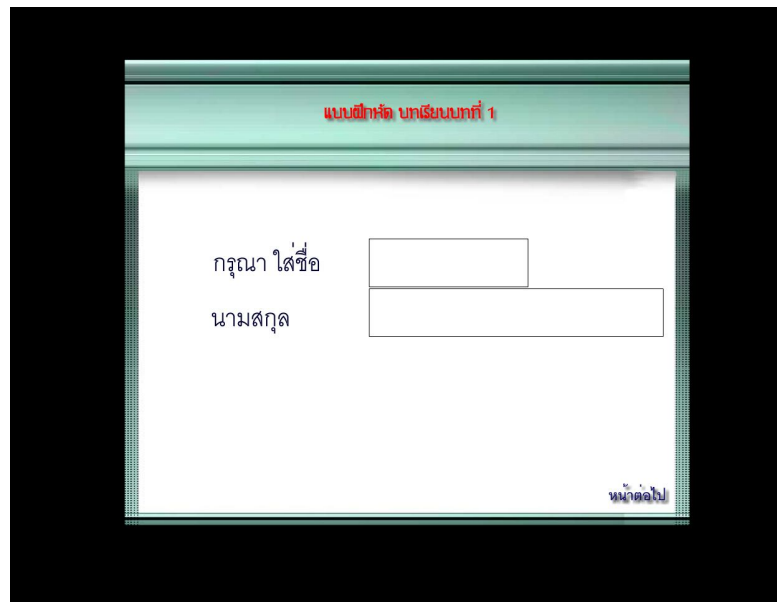 แบบฝึกหัด บทเรียนบทที่ 1
กรุณา ใส่ชื่อ
นามสกุล
หน้าต่อไป